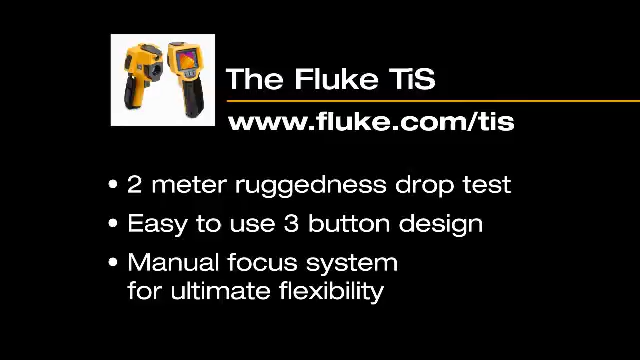 The Fluke TiS
www.fluke.com/tis
• 2 meter ruggedness drop test
• Easy to use 3 button design
• Manual focus system
for ultimate flexibility